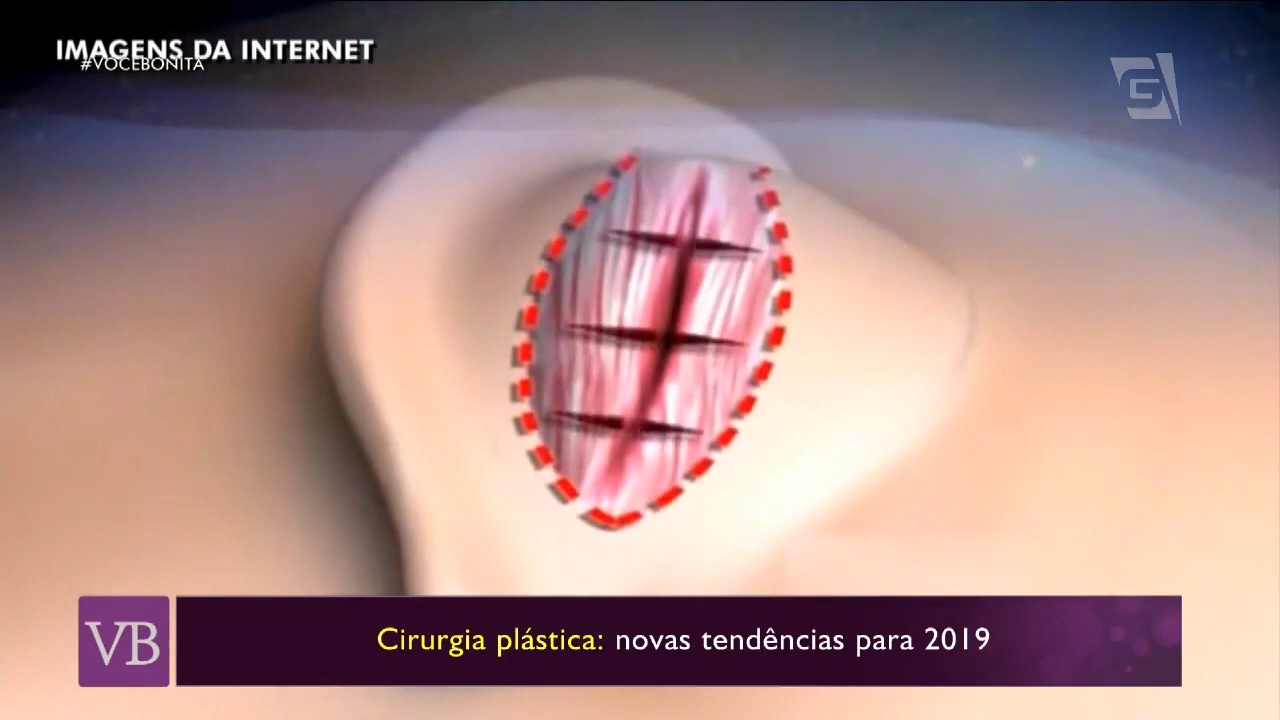 IMAGENS DA INTERNET
#VOCEBONITA
VB
Cirurgia plástica: novas tendências para 2019